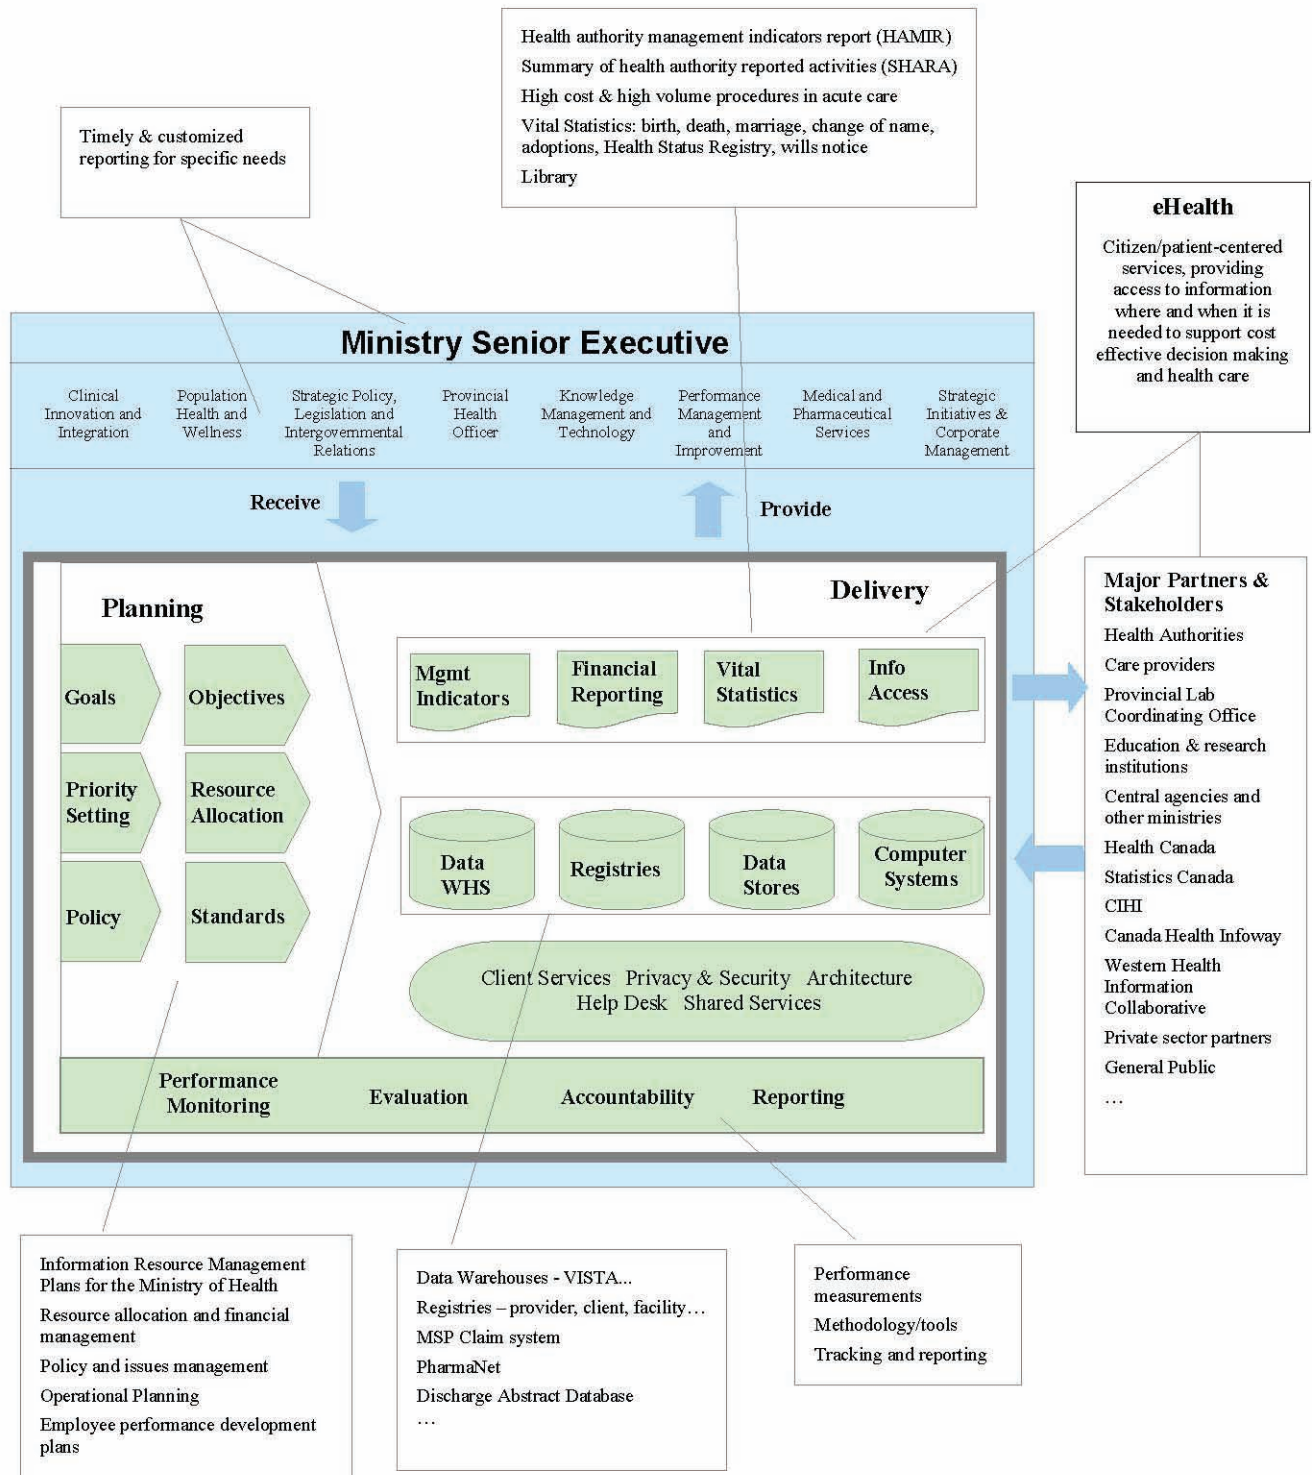 Health authority management indicators report (HAMIR)
Summary of health authority reported activities (SHARA)
High cost & high volume procedures in acute care
Vital Statistics: birth, death, marriage, change of name,
adoptions, Health Status Registry, wills notice
Library
Timely & customized
reporting for specific needs
eHealth
Citizen/patient-centered
services, providing
access to information
where and when it is
needed to support cost
effective decision making
and health care
Ministry Senior Executive
Clinical
Innovation and
Integration
Population
Health and
Wellness
Strategic Policy,
Legislation and
Intergovernmental
Relations
Provincial
Health
Officer
Knowledge
Management and
Technology
Performance
Management
and
Improvement
Medical and
Pharmaceutical
Services
Strategic
Initiatives &
Corporate
Management
Receive
Provide
Planning
Goals
Objectives
Priority
Setting
Resource
Allocation
Policy
Standards
Delivery
Mgmt
Indicators
Financial
Reporting
Vital
Statistics
Info
Access
Data
WHS
Registries
Data
Stores
Computer
Systems
Client Services Privacy & Security Architecture
Help Desk Shared Services
Performance
Monitoring
Evaluation
Accountability
Reporting
Major Partners &
Stakeholders
Health Authorities
Care providers
Provincial Lab
Coordinating Office
Education & research
institutions
Central agencies and
other ministries
Health Canada
Statistics Canada
CIHI
Canada Health Infoway
Western Health
Information
Collaborative
Private sector partners
General Public
…
Information Resource Management
Plans for the Ministry of Health
Resource allocation and financial
management
Policy and issues management
Operational Planning
Employee performance development
plans
Data Warehouses - VISTA...
Registries – provider, client, facility…
MSP Claim system
PharmaNet
Discharge Abstract Database
…
Performance
measurements
Methodology/tools
Tracking and reporting